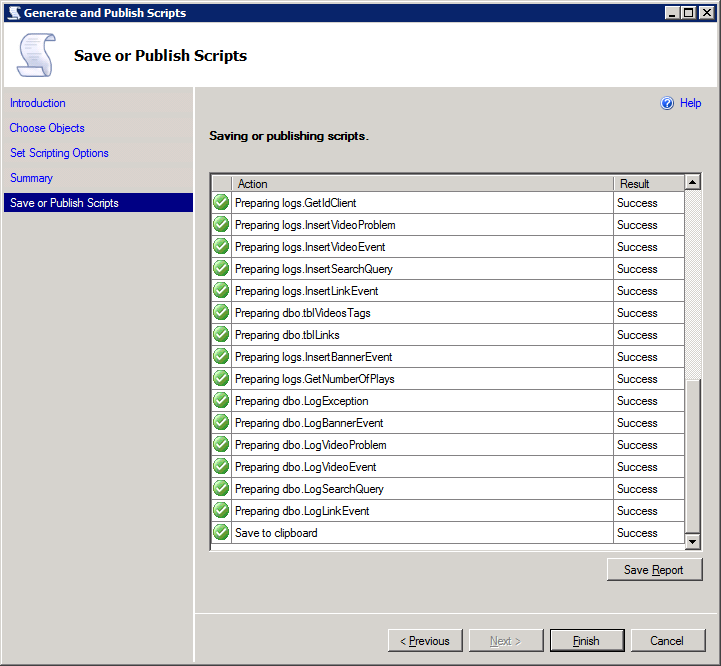 Generate and Publish Scripts
Save or Publish Scripts
Introduction
Choose Objects
Set Scripting Options
Summary
Save or Publish Scripts
Help
Saving or publishing scripts.
Action Result
Preparing logs.GetIdClient Success
Preparing logs.InsertVideoProblem Success
Preparing logs.InsertVideoEvent Success
Preparing logs.InsertSearchQuery Success
Preparing logs.InsertLinkEvent Success
Preparing dbo.tblVideosTags Success
Preparing dbo.tblLinks Success
Preparing logs.InsertBannerEvent Success
Preparing logs.GetNumberOfPlays Success
Preparing dbo.LogException Success
Preparing dbo.LogBannerEvent Success
Preparing dbo.LogVideoProblem Success
Preparing dbo.LogVideoEvent Success
Preparing dbo.LogSearchQuery Success
Preparing dbo.LogLinkEvent Success
Save to clipboard Success
Save Report
< Previous Next > Finish Cancel